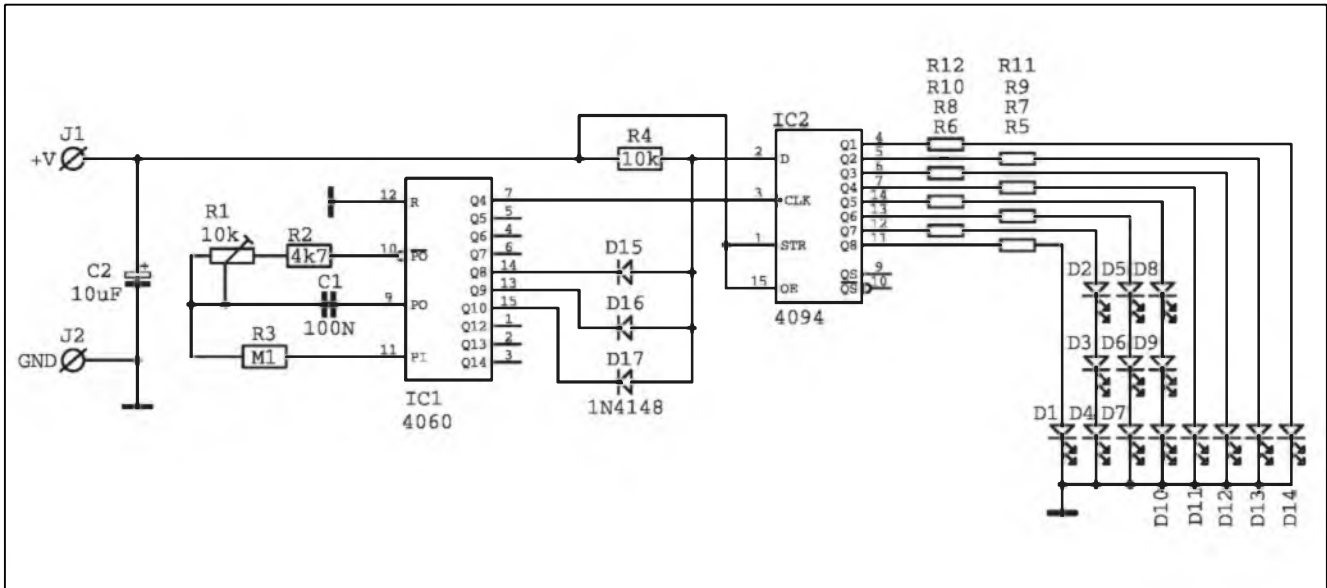 R12 R11
R10 R9
R8 R7
R6 R5
J1
+V
R4
10k
IC2
2 D Q1 4
Q2 5
Q3 6
3 CLK Q4 7
Q5 14
Q6 13
Q7 12
1 STR Q8 11
QS 9
15 OE QS 10
4094
12 R Q4 7
Q5 5
Q6 4
10 PO Q7 6
Q8 14
Q9 13
9 PO Q10 15
Q12 1
Q13 2
11 PI Q14 3
IC1
4060
R1
10k
R2
4k7
C1
100N
R3
M1
C2
+
10uF
J2
GND
D15
D16
D17
1N4148
D2 D5 D8
D3 D6 D9
D1 D4 D7
D10 D11 D12 D13 D14